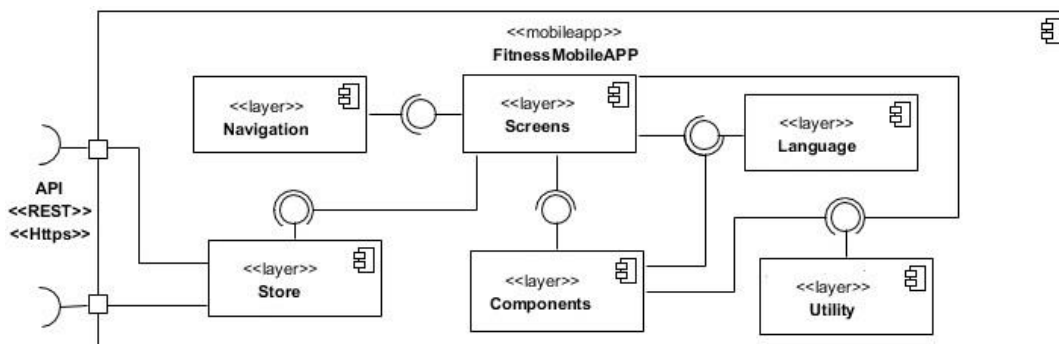 <<mobileapp>>
FitnessMobileAPP
<<layer>>
Navigation
<<layer>>
Screens
<<layer>>
Language
API
<<REST>>
<<Https>>
<<layer>>
Store
<<layer>>
Components
<<layer>>
Utility